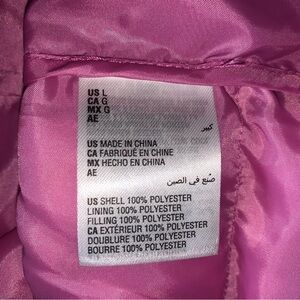 US L
CA G
MX G
AE
كبير
US MADE IN CHINA
CA FABRIQUÉ EN CHINE
MX HECHO EN CHINA
AE
صُنع في الصين
US SHELL 100% POLYESTER
LINING 100% POLYESTER
FILLING 100% POLYESTER
CA EXTÉRIEUR 100% POLYESTER
DOUBLURE 100% POLYESTER
BOURRE 100% POLYESTER